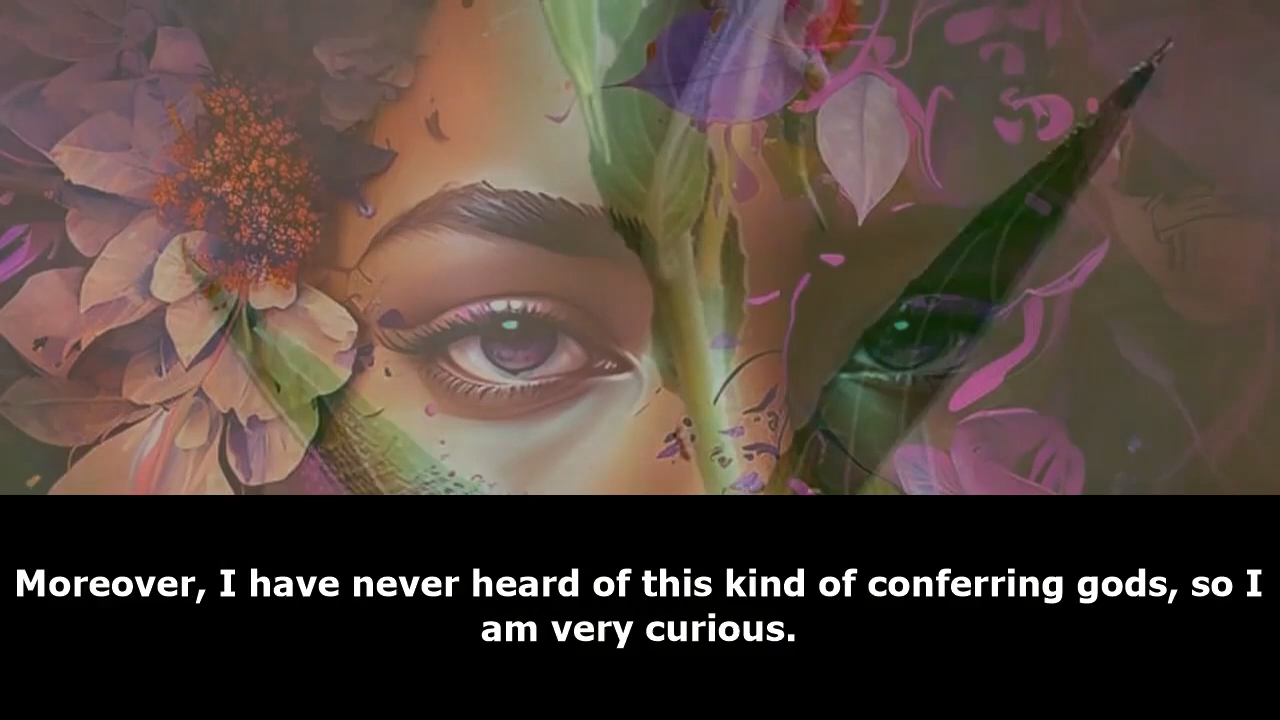 Moreover, I have never heard of this kind of conferring gods, so I
am very curious.